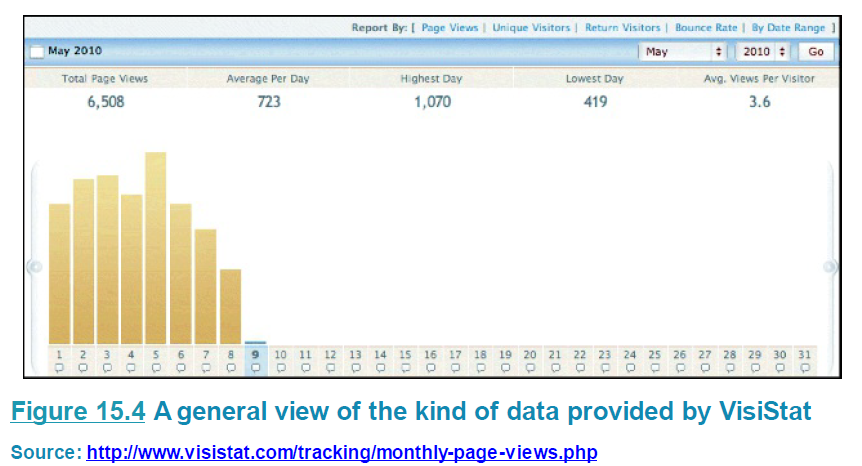 Report By: [ Page Views | Unique Visitors | Return Visitors | Bounce Rate | By Date Range ]
May 2010 May 2010 Go
Total Page Views Average Per Day Highest Day Lowest Day Avg. Views Per Visitor
6,508 723 1,070 419 3.6
1 2 3 4 5 6 7 8 9 10 11 12 13 14 15 16 17 18 19 20 21 22 23 24 25 26 27 28 29 30 31
Figure 15.4 A general view of the kind of data provided by VisiStat
Source: http://www.visistat.com/tracking/monthly-page-views.php